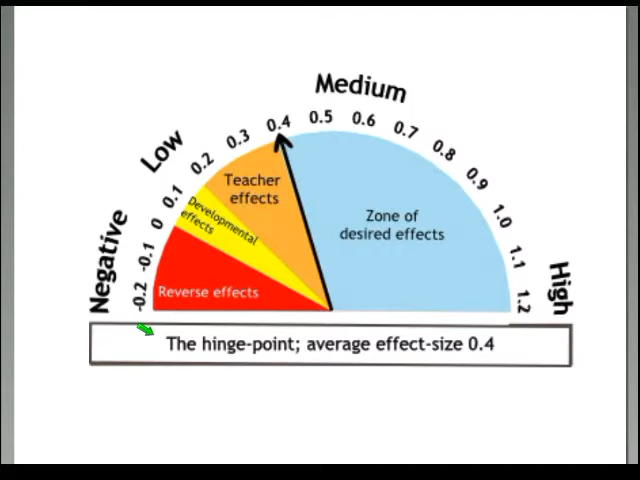 Medium
Low
Negative
High
-0.2
-0.1
0
0.1
0.2
0.3
0.4
0.5
0.6
0.7
0.8
0.9
1.0
1.1
1.2
Teacher
effects
Developmental
effects
Reverse effects
Zone of
desired effects
The hinge-point; average effect-size 0.4